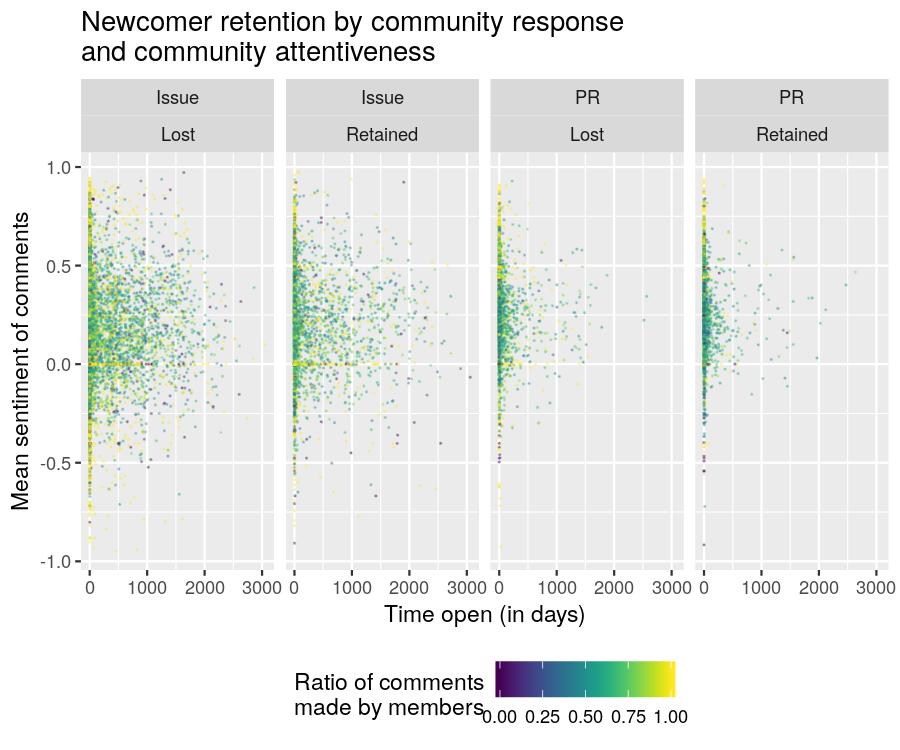 Newcomer retention by community response
and community attentiveness
Issue Issue PR PR
Lost Retained Lost Retained
Mean sentiment of comments
1.0
0.5
0.0
-0.5
-1.0
0 1000 2000 3000 0 1000 2000 3000 0 1000 2000 3000 0 1000 2000 3000
Time open (in days)
Ratio of comments
made by members
0.00 0.25 0.50 0.75 1.00